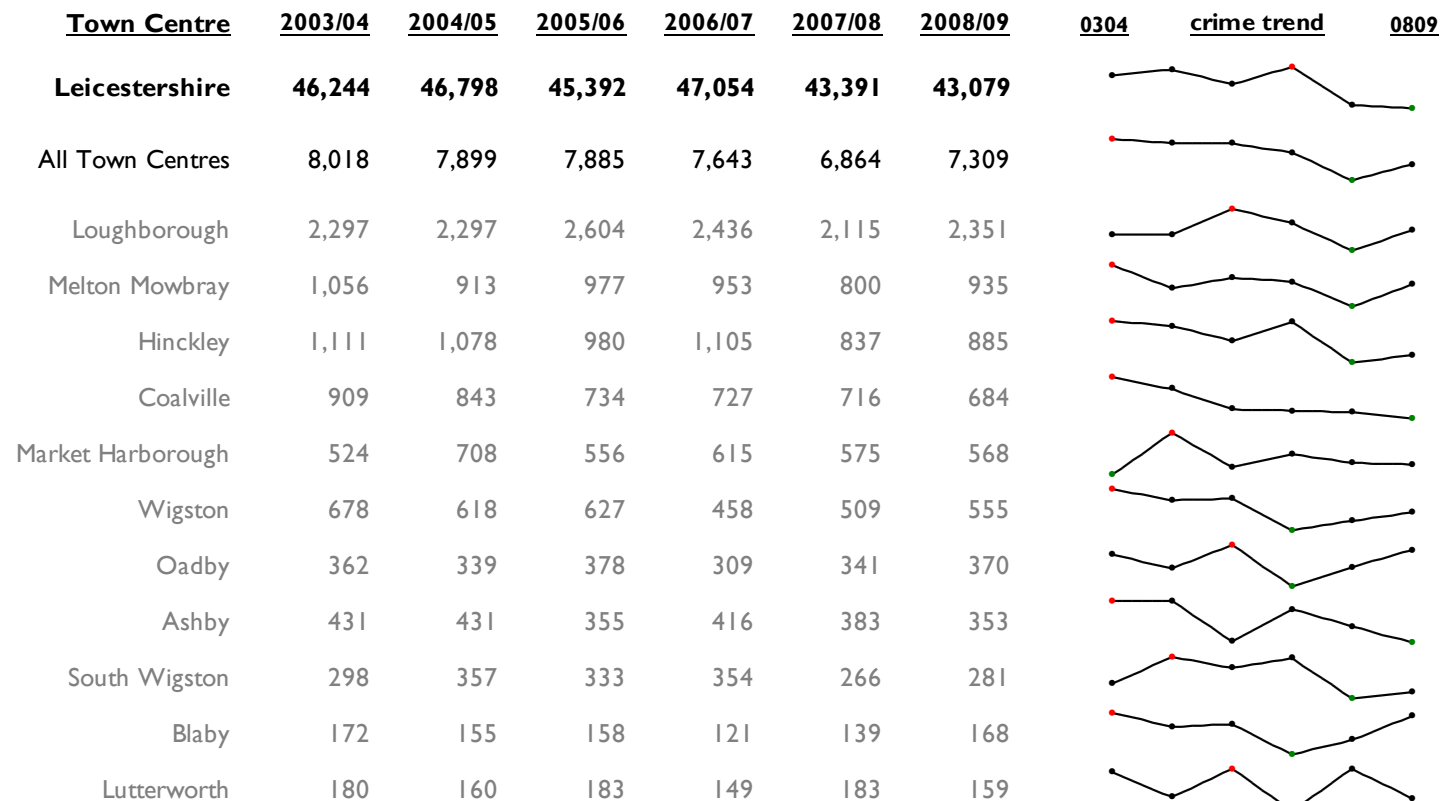 Town Centre 2003/04 2004/05 2005/06 2006/07 2007/08 2008/09 0304 crime trend 0809
Leicestershire 46,244 46,798 45,392 47,054 43,391 43,079
All Town Centres 8,018 7,899 7,885 7,643 6,864 7,309
Loughborough 2,297 2,297 2,604 2,436 2,115 2,351
Melton Mowbray 1,056 913 977 953 800 935
Hinckley 1,111 1,078 980 1,105 837 885
Coalville 909 843 734 727 716 684
Market Harborough 524 708 556 615 575 568
Wigston 678 618 627 458 509 555
Oadby 362 339 378 309 341 370
Ashby 431 431 355 416 383 353
South Wigston 298 357 333 354 266 281
Blaby 172 155 158 121 139 168
Lutterworth 180 160 183 149 183 159